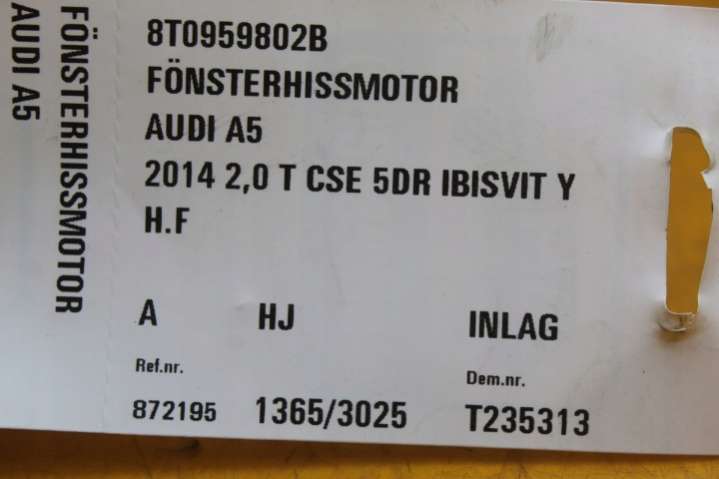 8T0959802B
FÖNSTERHISSMOTOR
AUDI A5
2014 2,0 T CSE 5DR IBISVIT Y
H.F
A HJ INLAG
Ref.nr. Dem.nr.
872195 1365/3025 T235313
FÖNSTERHISSMOTOR
AUDI A5